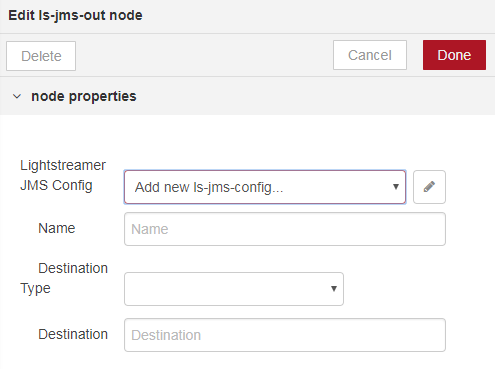 Edit ls-jms-out node
Delete
Cancel
Done
node properties
Lightstreamer
JMS Config
Add new ls-jms-config...
Name
Name
Destination
Type
Destination
Destination